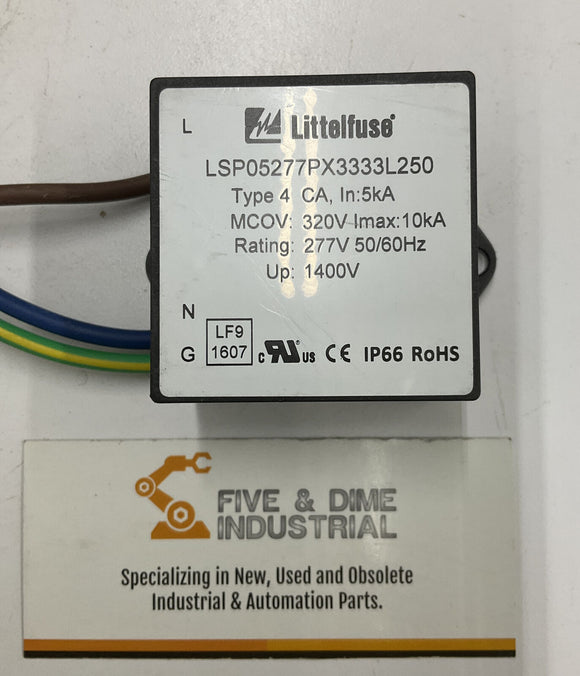 L
Littelfuse
LSP05277PX3333L250
Type 4 CA, In:5kA
MCOV: 320V Imax:10kA
Rating: 277V 50/60Hz
Up: 1400V
N
G
LF9
1607
c RU us CE IP66 RoHS
FIVE & DIME
INDUSTRIAL
Specializing in New, Used and Obsolete
Industrial & Automation Parts.